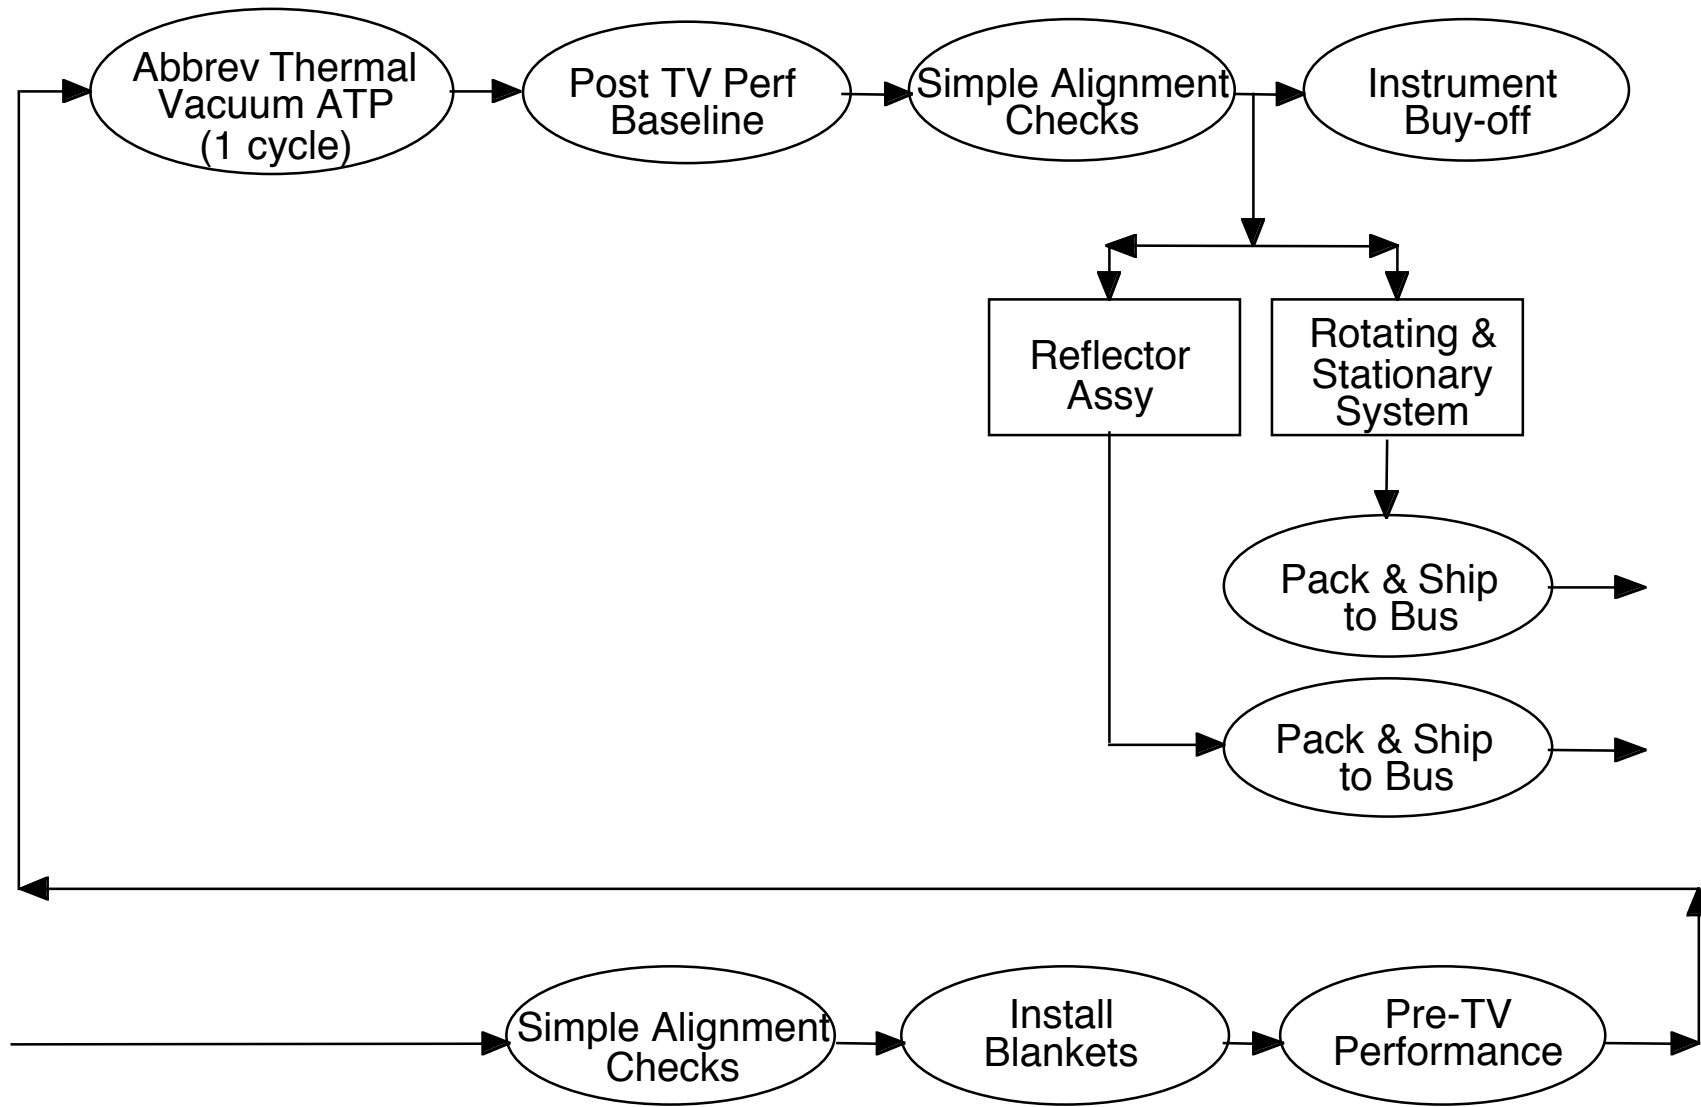 Abbrev Thermal
Vacuum ATP
(1 cycle)
Post TV Perf
Baseline
Simple Alignment
Checks
Instrument
Buy-off
Reflector
Assy
Rotating &
Stationary
System
Pack & Ship
to Bus
Pack & Ship
to Bus
Simple Alignment
Checks
Install
Blankets
Pre-TV
Performance